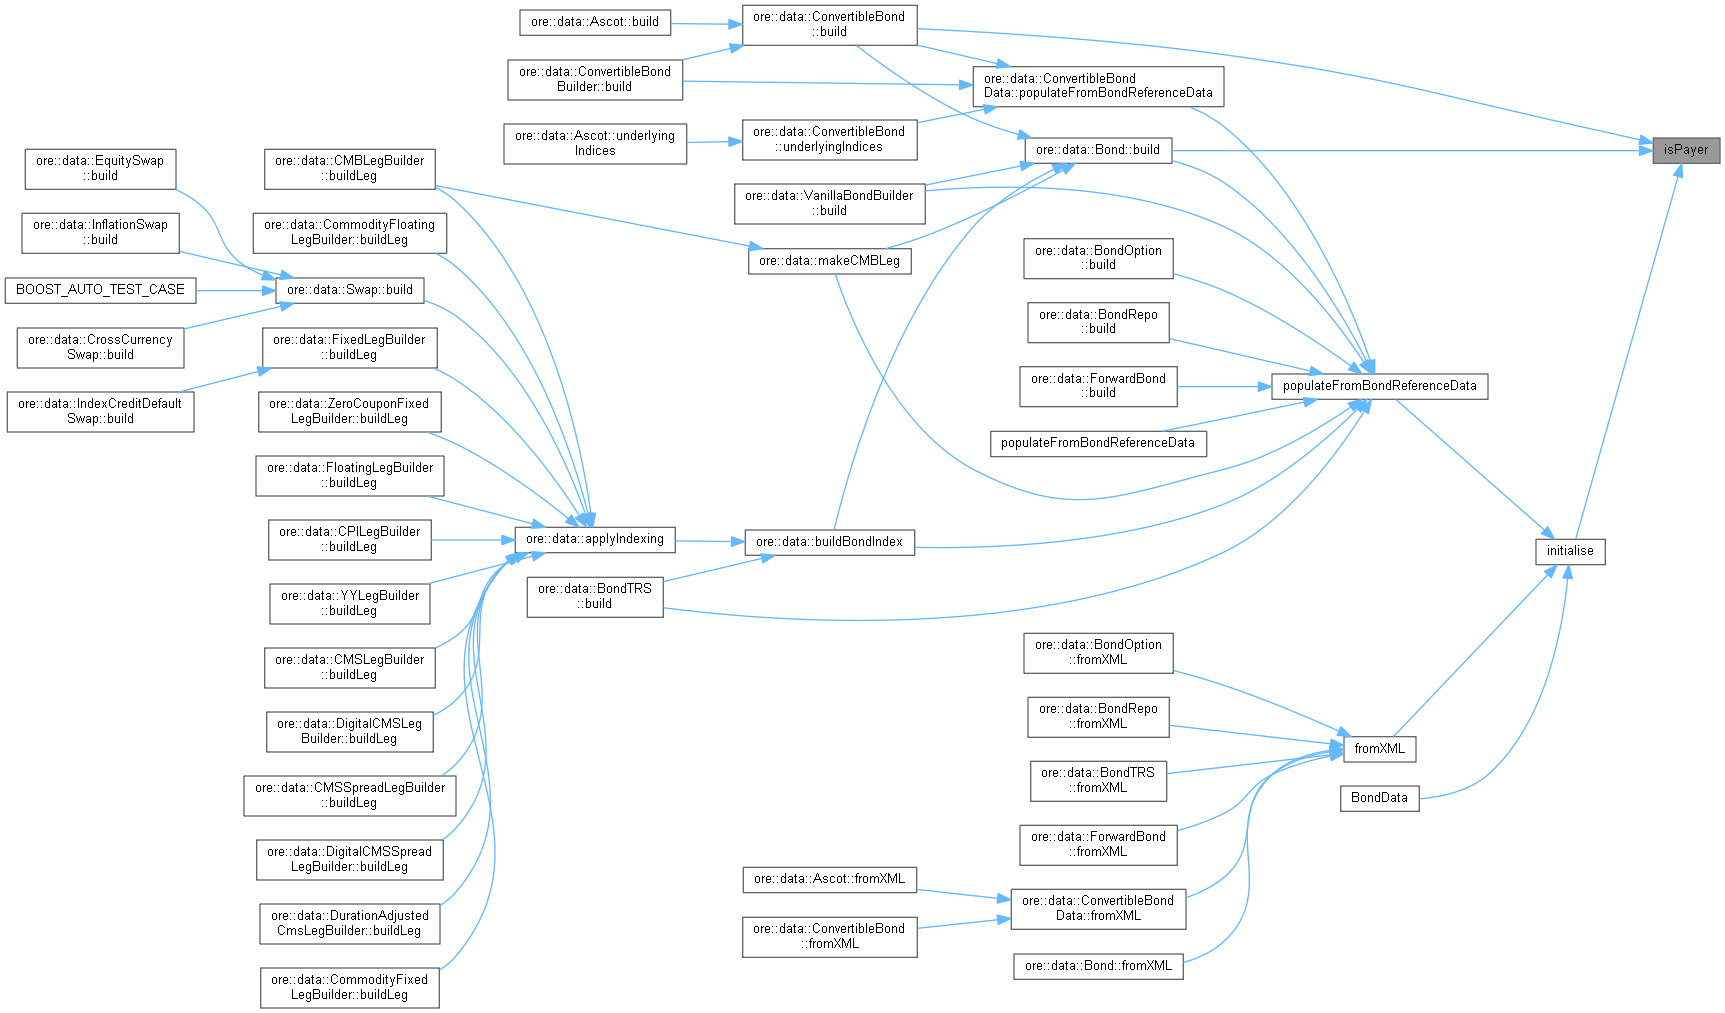 ore::data::Ascot::build
ore::data::ConvertibleBond
::build
ore::data::ConvertibleBond
Builder::build
ore::data::ConvertibleBond
Data::populateFromBondReferenceData
ore::data::Ascot::underlying
Indices
ore::data::ConvertibleBond
::underlyingIndices
ore::data::Bond::build
isPayer
ore::data::EquitySwap
::build
ore::data::CMBLegBuilder
::buildLeg
ore::data::VanillaBondBuilder
::build
ore::data::InflationSwap
::build
ore::data::CommodityFloating
LegBuilder::buildLeg
ore::data::makeCMBLeg
ore::data::BondOption
::build
BOOST_AUTO_TEST_CASE
ore::data::Swap::build
ore::data::BondRepo
::build
ore::data::CrossCurrency
Swap::build
ore::data::FixedLegBuilder
::buildLeg
ore::data::ForwardBond
::build
populateFromBondReferenceData
ore::data::IndexCreditDefault
Swap::build
ore::data::ZeroCouponFixed
LegBuilder::buildLeg
populateFromBondReferenceData
ore::data::FloatingLegBuilder
::buildLeg
ore::data::CPILegBuilder
::buildLeg
ore::data::applyIndexing
ore::data::buildBondIndex
initialise
ore::data::YYLegBuilder
::buildLeg
ore::data::BondTRS
::build
ore::data::CMSLegBuilder
::buildLeg
ore::data::BondOption
::fromXML
ore::data::DigitalCMSLeg
Builder::buildLeg
ore::data::BondRepo
::fromXML
fromXML
ore::data::CMSSpreadLegBuilder
::buildLeg
ore::data::BondTRS
::fromXML
BondData
ore::data::DigitalCMSSpread
LegBuilder::buildLeg
ore::data::ForwardBond
::fromXML
ore::data::Ascot::fromXML
ore::data::DurationAdjusted
CmsLegBuilder::buildLeg
ore::data::ConvertibleBond
::fromXML
ore::data::ConvertibleBond
Data::fromXML
ore::data::Bond::fromXML
ore::data::CommodityFixed
LegBuilder::buildLeg